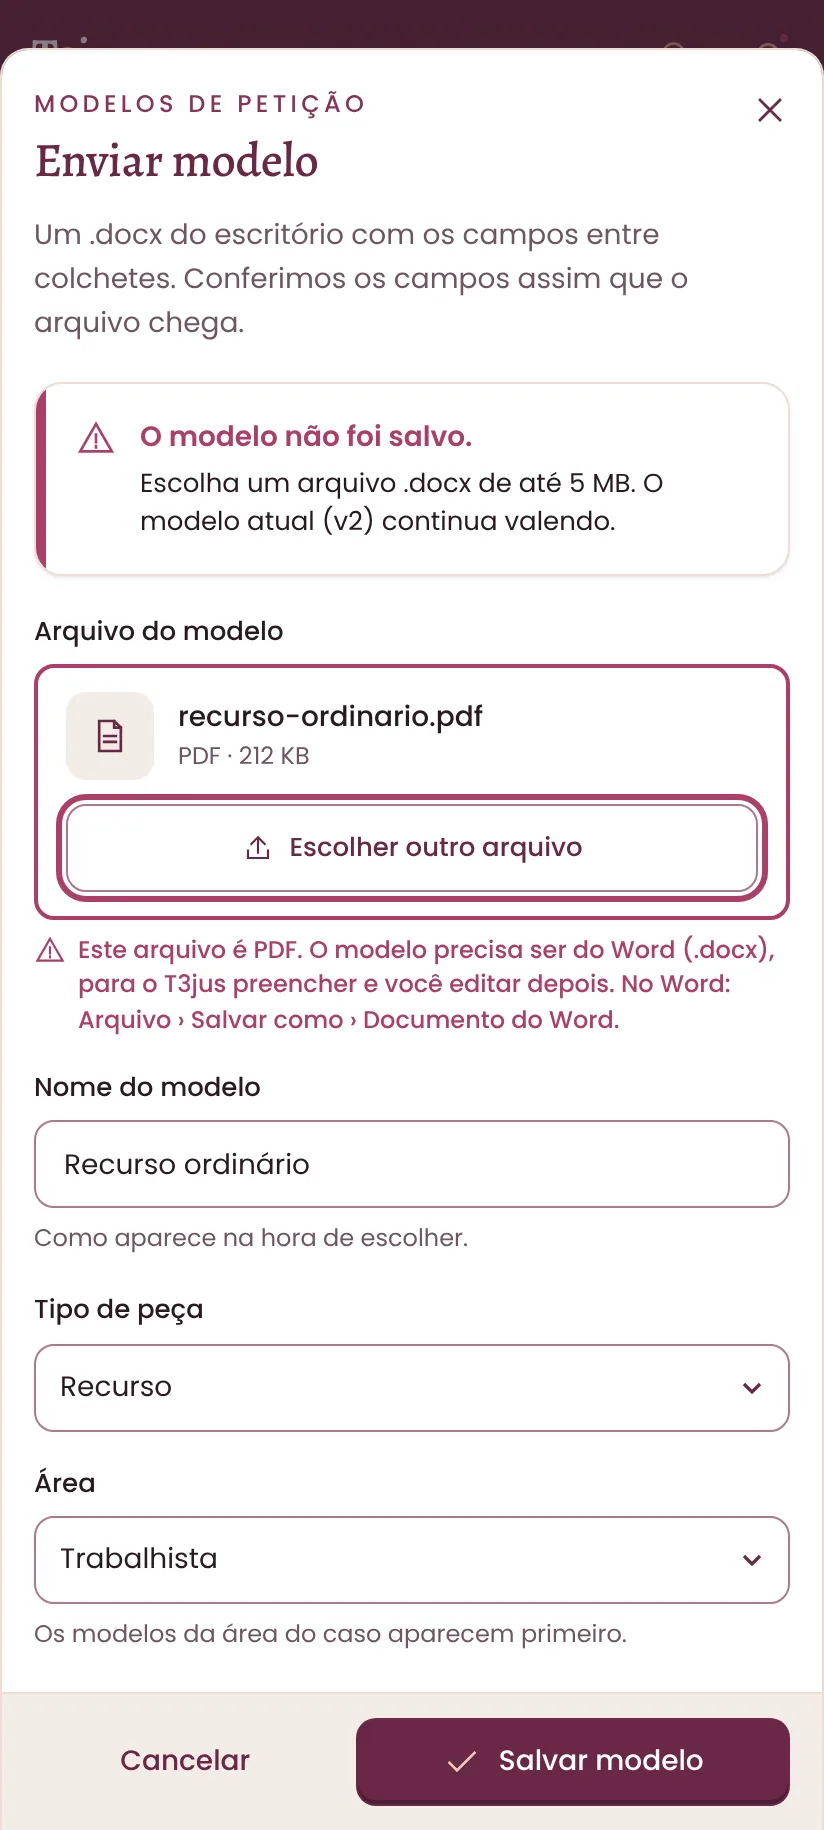 MODELOS DE PETIÇÃO
Enviar modelo
Um .docx do escritório com os campos entre
colchetes. Conferimos os campos assim que o
arquivo chega.
O modelo não foi salvo.
Escolha um arquivo .docx de até 5 MB. O
modelo atual (v2) continua valendo.
Arquivo do modelo
recurso-ordinario.pdf
PDF · 212 KB
Escolher outro arquivo
Este arquivo é PDF. O modelo precisa ser do Word (.docx),
para o T3jus preencher e você editar depois. No Word:
Arquivo › Salvar como › Documento do Word.
Nome do modelo
Recurso ordinário
Como aparece na hora de escolher.
Tipo de peça
Recurso
Área
Trabalhista
Os modelos da área do caso aparecem primeiro.
Cancelar
Salvar modelo